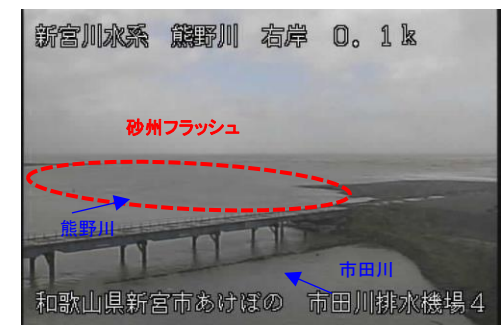 新宮川水系 熊野川 右岸 0.1k
砂州フラッシュ
熊野川
市田川
和歌山県新宮市あけぼの 市田川排水機場4